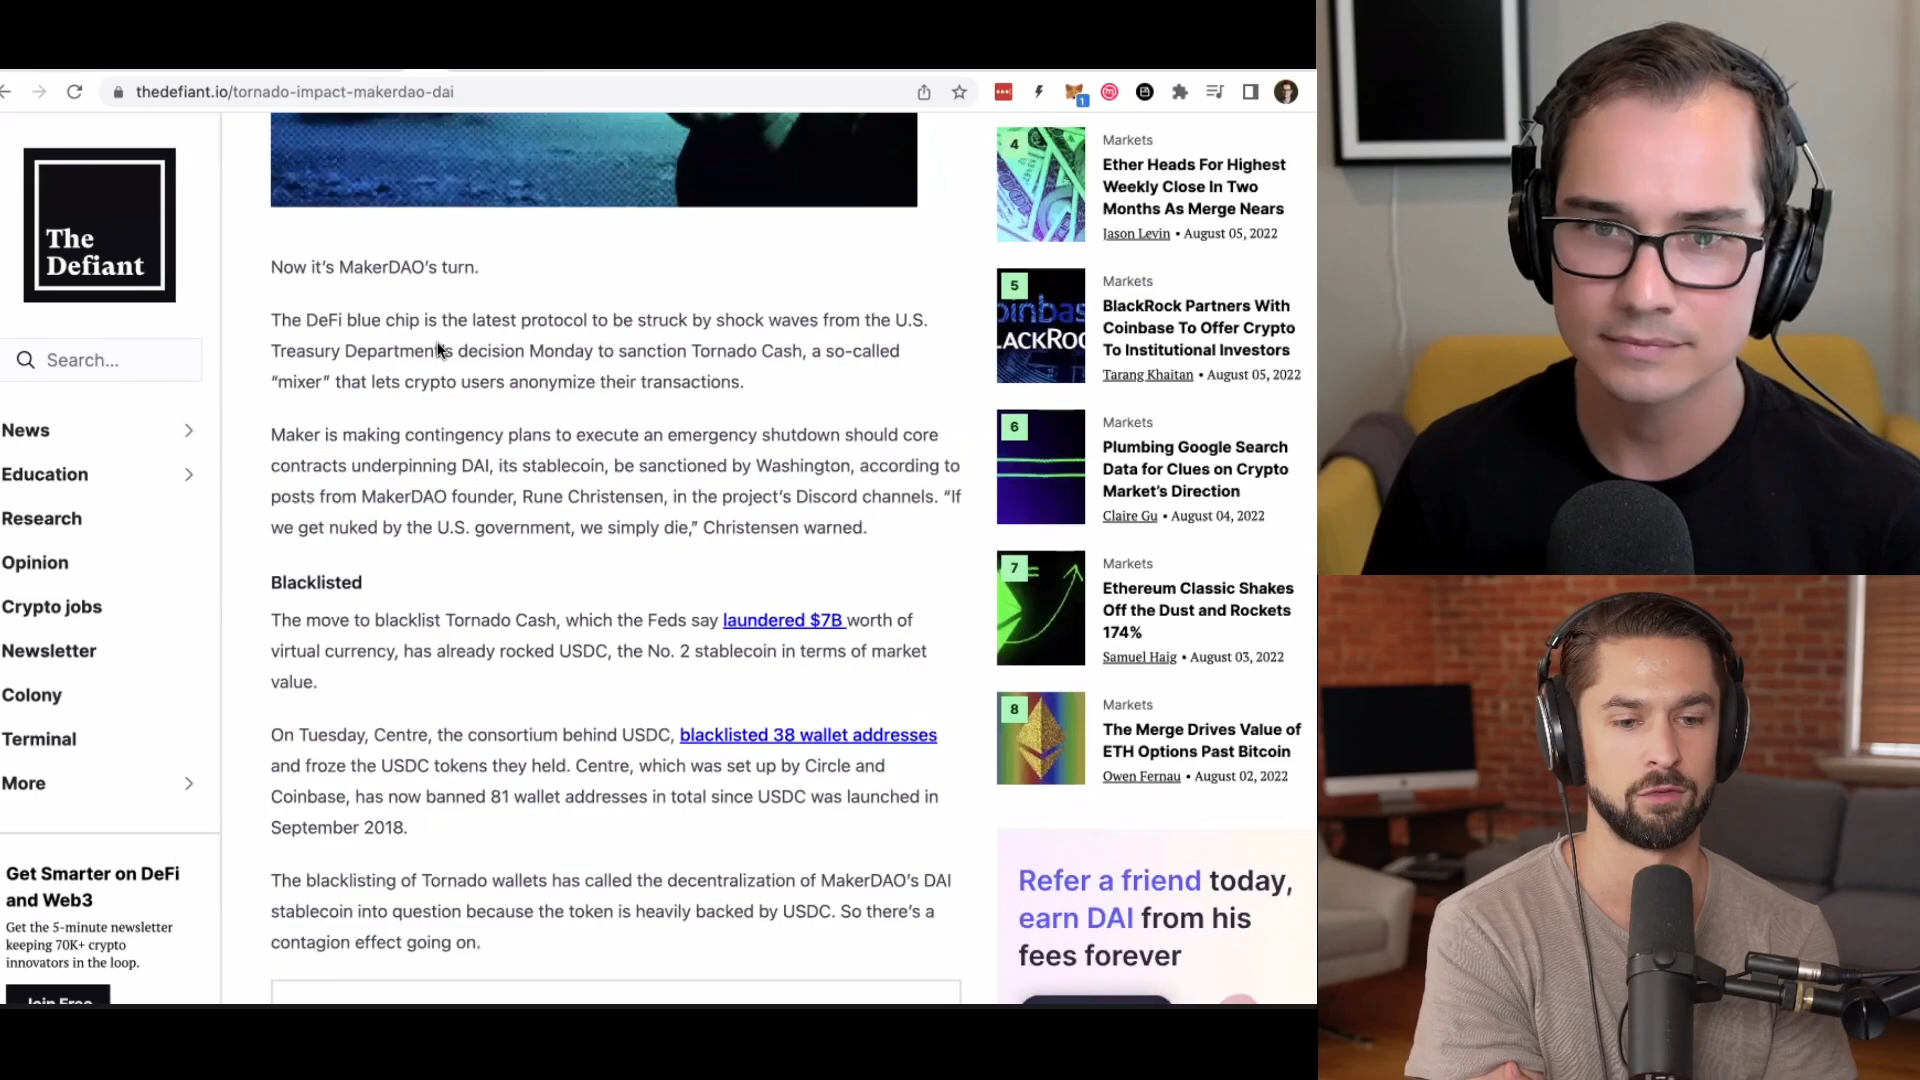 thedefiant.io/tornado-impact-makerdao-dai
1
The
Defiant
Search...
News
Education
Research
Opinion
Crypto jobs
Newsletter
Colony
Terminal
More
Get Smarter on DeFi
and Web3
Get the 5-minute newsletter
keeping 70K+ crypto
innovators in the loop.
Join Free
Now it’s MakerDAO’s turn.
The DeFi blue chip is the latest protocol to be struck by shock waves from the U.S.
Treasury Department’s decision Monday to sanction Tornado Cash, a so-called
“mixer” that lets crypto users anonymize their transactions.
Maker is making contingency plans to execute an emergency shutdown should core
contracts underpinning DAI, its stablecoin, be sanctioned by Washington, according to
posts from MakerDAO founder, Rune Christensen, in the project’s Discord channels. “If
we get nuked by the U.S. government, we simply die,” Christensen warned.
Blacklisted
The move to blacklist Tornado Cash, which the Feds say laundered $7B worth of
virtual currency, has already rocked USDC, the No. 2 stablecoin in terms of market
value.
On Tuesday, Centre, the consortium behind USDC, blacklisted 38 wallet addresses
and froze the USDC tokens they held. Centre, which was set up by Circle and
Coinbase, has now banned 81 wallet addresses in total since USDC was launched in
September 2018.
The blacklisting of Tornado wallets has called the decentralization of MakerDAO’s DAI
stablecoin into question because the token is heavily backed by USDC. So there’s a
contagion effect going on.
4
Markets
Ether Heads For Highest
Weekly Close In Two
Months As Merge Nears
Jason Levin • August 05, 2022
5
oinbas
LACKROC
Markets
BlackRock Partners With
Coinbase To Offer Crypto
To Institutional Investors
Tarang Khaitan • August 05, 2022
6
Markets
Plumbing Google Search
Data for Clues on Crypto
Market’s Direction
Claire Gu • August 04, 2022
7
Markets
Ethereum Classic Shakes
Off the Dust and Rockets
174%
Samuel Haig • August 03, 2022
8
Markets
The Merge Drives Value of
ETH Options Past Bitcoin
Owen Fernau • August 02, 2022
Refer a friend today,
earn DAI from his
fees forever